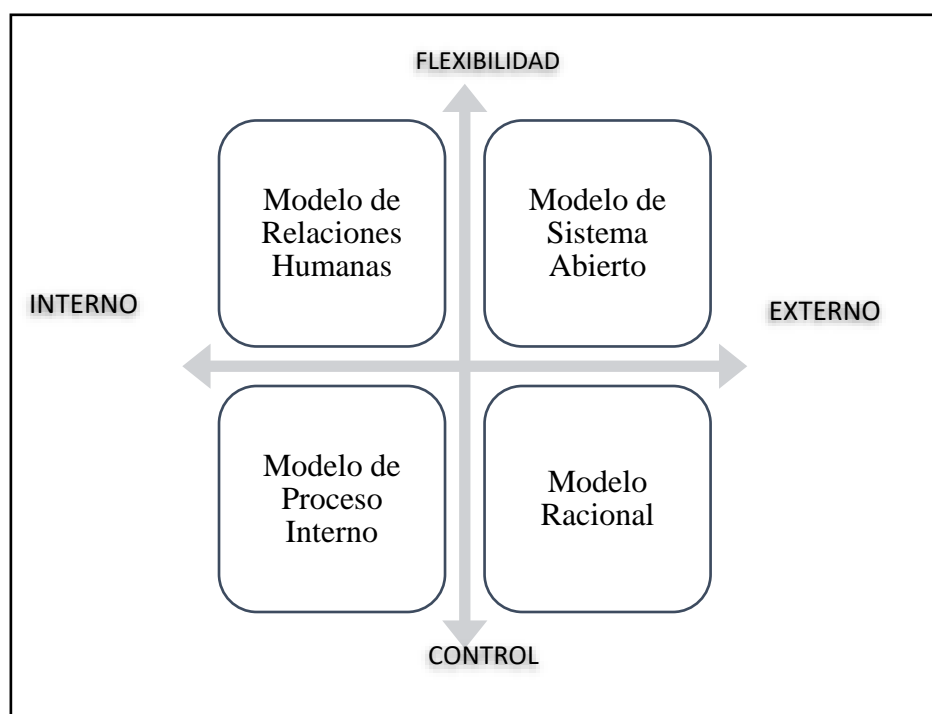 FLEXIBILIDAD
Modelo de
Relaciones
Humanas
Modelo de
Sistema
Abierto
INTERNO
EXTERNO
Modelo de
Proceso
Interno
Modelo
Racional
CONTROL